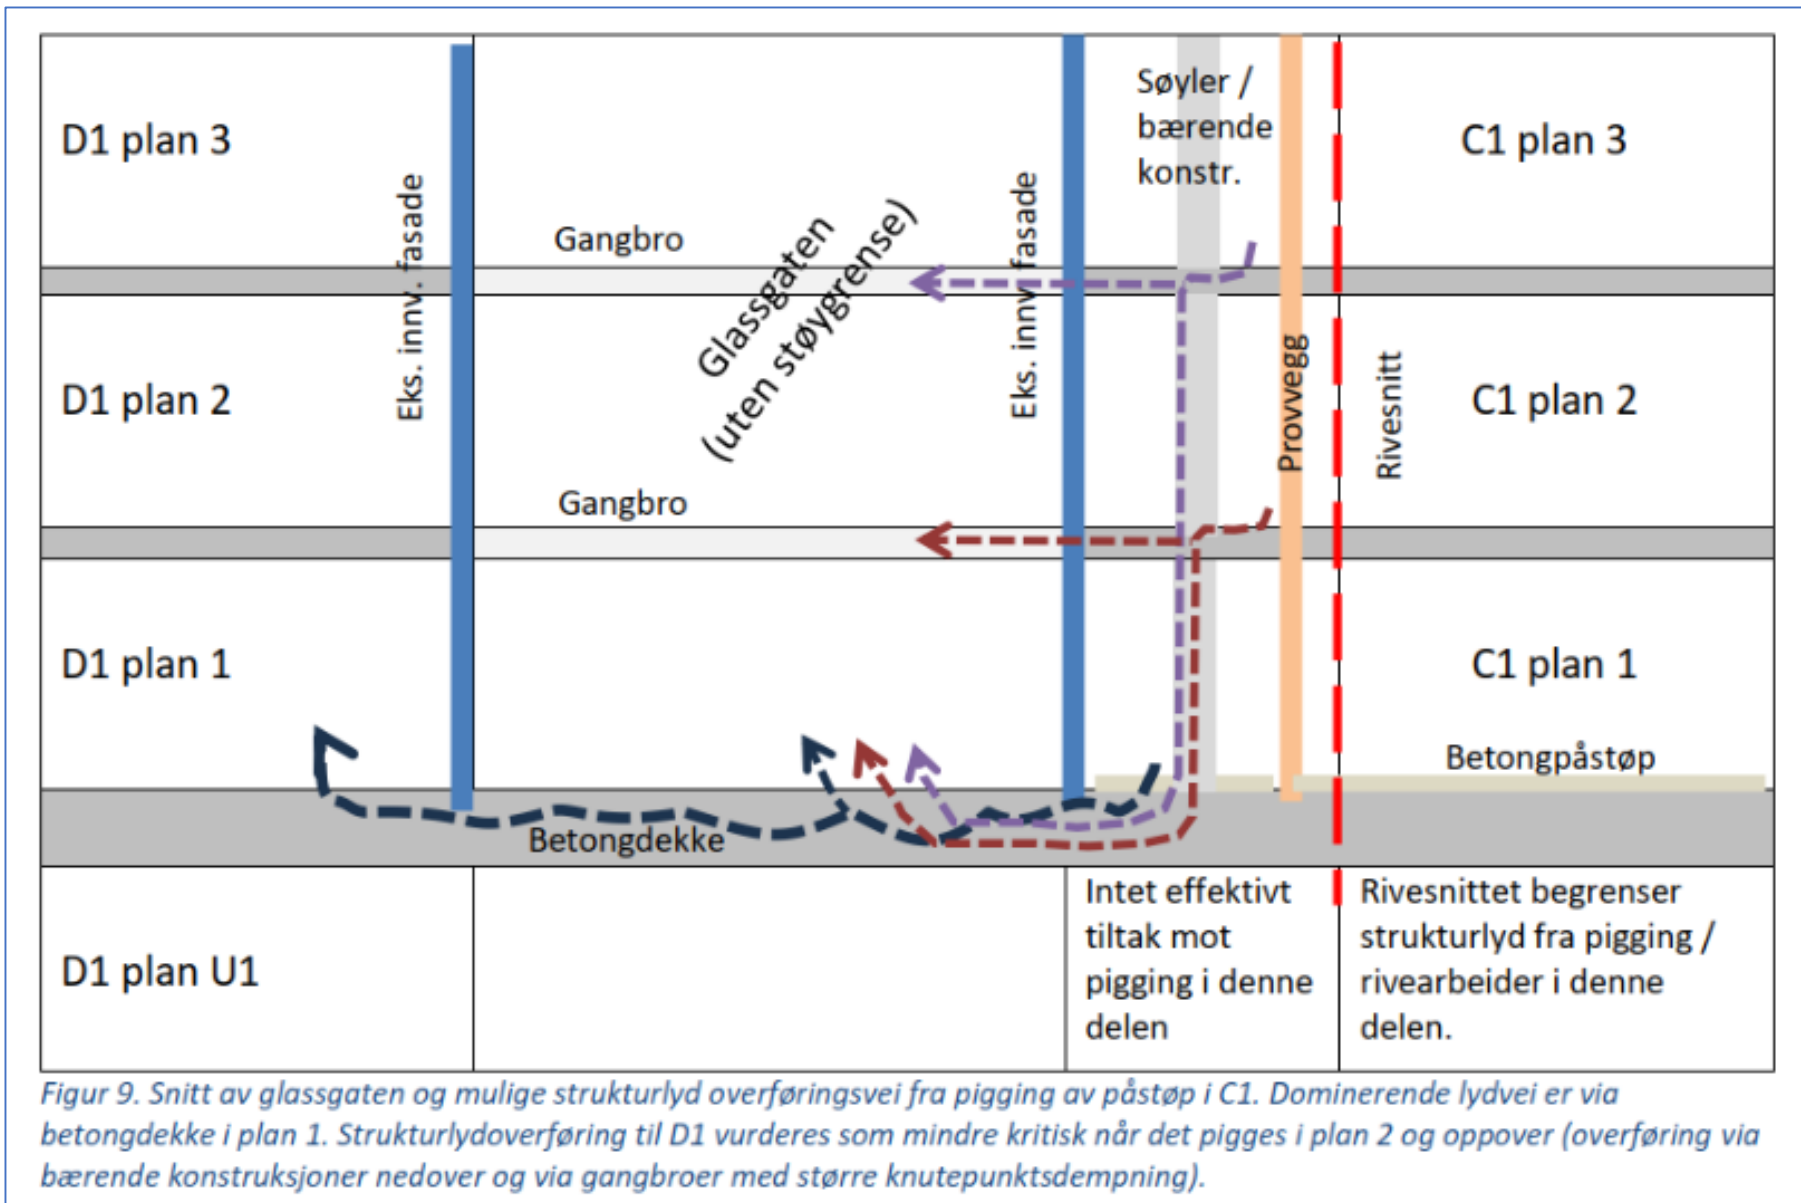 Søyler /
bærende
konstr.
D1 plan 3
C1 plan 3
Eks. innv. fasade
Gangbro
Glassgaten
(uten støygrense)
Eks. innv. fasade
D1 plan 2
C1 plan 2
Provvegg
Rivesnitt
Gangbro
D1 plan 1
C1 plan 1
Betongpåstøp
Betongdekke
D1 plan U1
Intet effektivt
tiltak mot
pigging i denne
delen
Rivesnittet begrenser
strukturlyd fra pigging /
rivearbeider i denne
delen.
Figur 9. Snitt av glassgaten og mulige strukturlyd overføringsvei fra pigging av påstøp i C1. Dominerende lydvei er via
betongdekke i plan 1. Strukturlydoverføring til D1 vurderes som mindre kritisk når det pigges i plan 2 og oppover (overføring via
bærende konstruksjoner nedover og via gangbroer med større knutepunktsdempning).